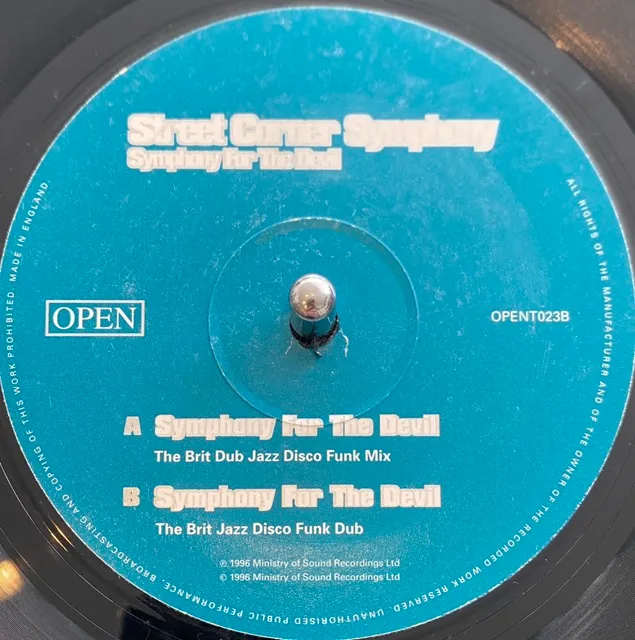 Street Corner Symphony
Symphony For The Devil
OPEN
OPENT023B
A Symphony For The Devil
The Brit Dub Jazz Disco Funk Mix
B Symphony For The Devil
The Brit Jazz Disco Funk Dub
℗ 1996 Ministry of Sound Recordings Ltd
© 1996 Ministry of Sound Recordings Ltd
ALL RIGHTS OF THE MANUFACTURER AND OF THE OWNER OF THE RECORDED WORK RESERVED. UNAUTHORISED PUBLIC PERFORMANCE, BROARDCASTING AND COPYING OF THIS WORK PROHIBITED. MADE IN ENGLAND